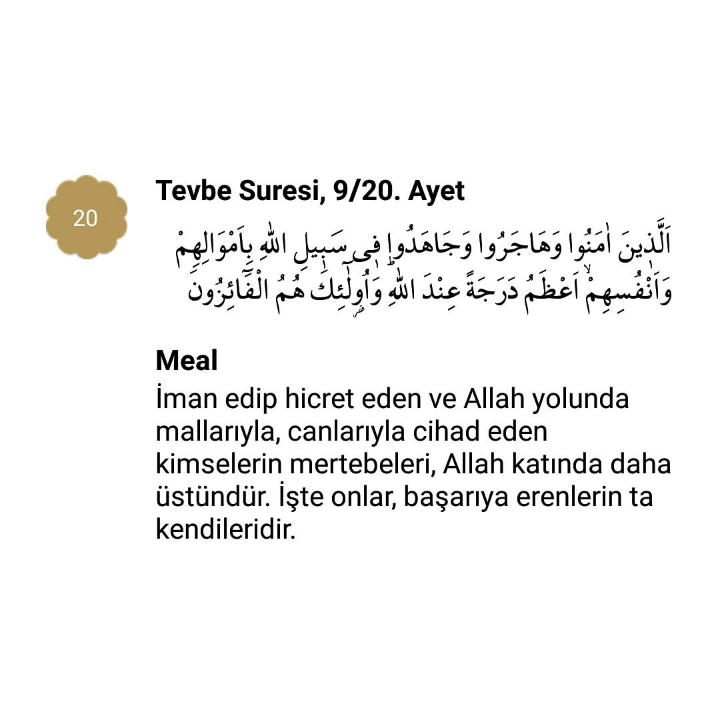 20
Tevbe Suresi, 9/20. Ayet
اَلَّذ۪ينَ اٰمَنُوا وَهَاجَرُوا وَجَاهَدُوا ف۪ي سَب۪يلِ اللّٰهِ بِاَمْوَالِهِمْ
وَاَنْفُسِهِمْۙ اَعْظَمُ دَرَجَةً عِنْدَ اللّٰهِۜ وَاُو۬لٰٓئِكَ هُمُ الْفَٓائِزُونَ
Meal
İman edip hicret eden ve Allah yolunda
mallarıyla, canlarıyla cihad eden
kimselerin mertebeleri, Allah katında daha
üstündür. İşte onlar, başarıya erenlerin ta
kendileridir.